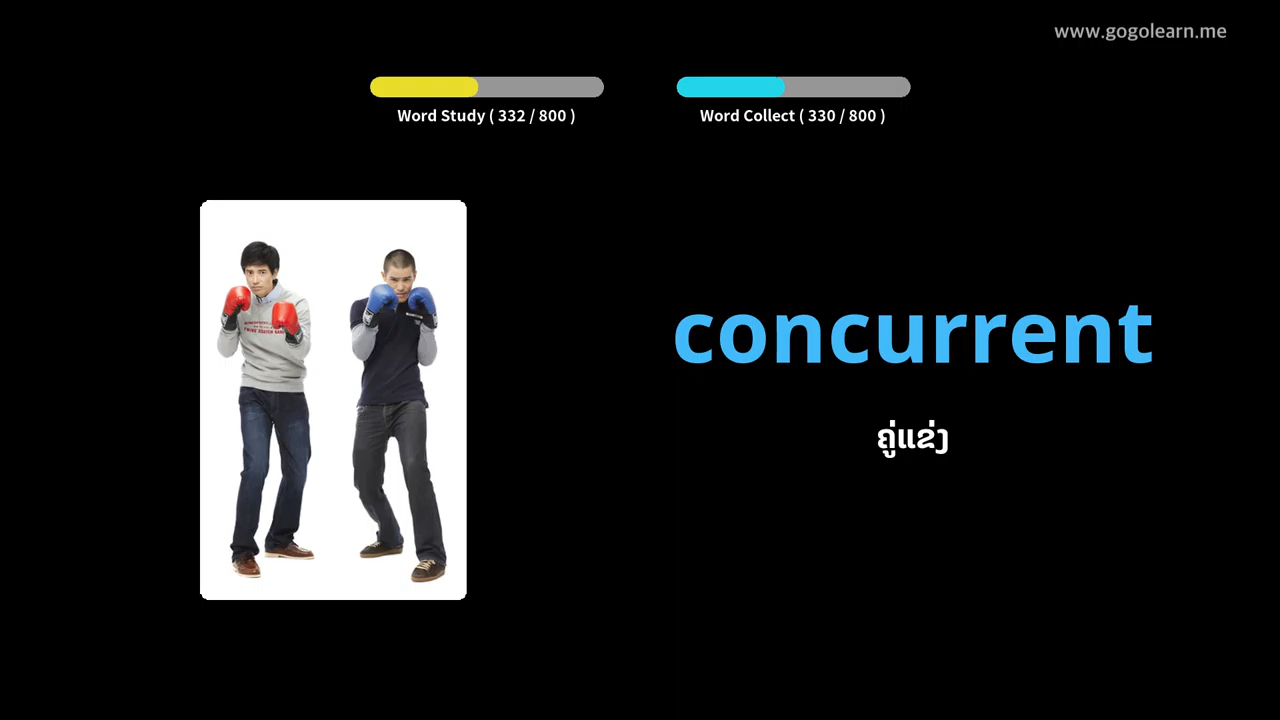 www.gogolearn.me
Word Study ( 332 / 800 )
Word Collect ( 330 / 800 )
concurrent
ຄູ່ແຂ່ງ